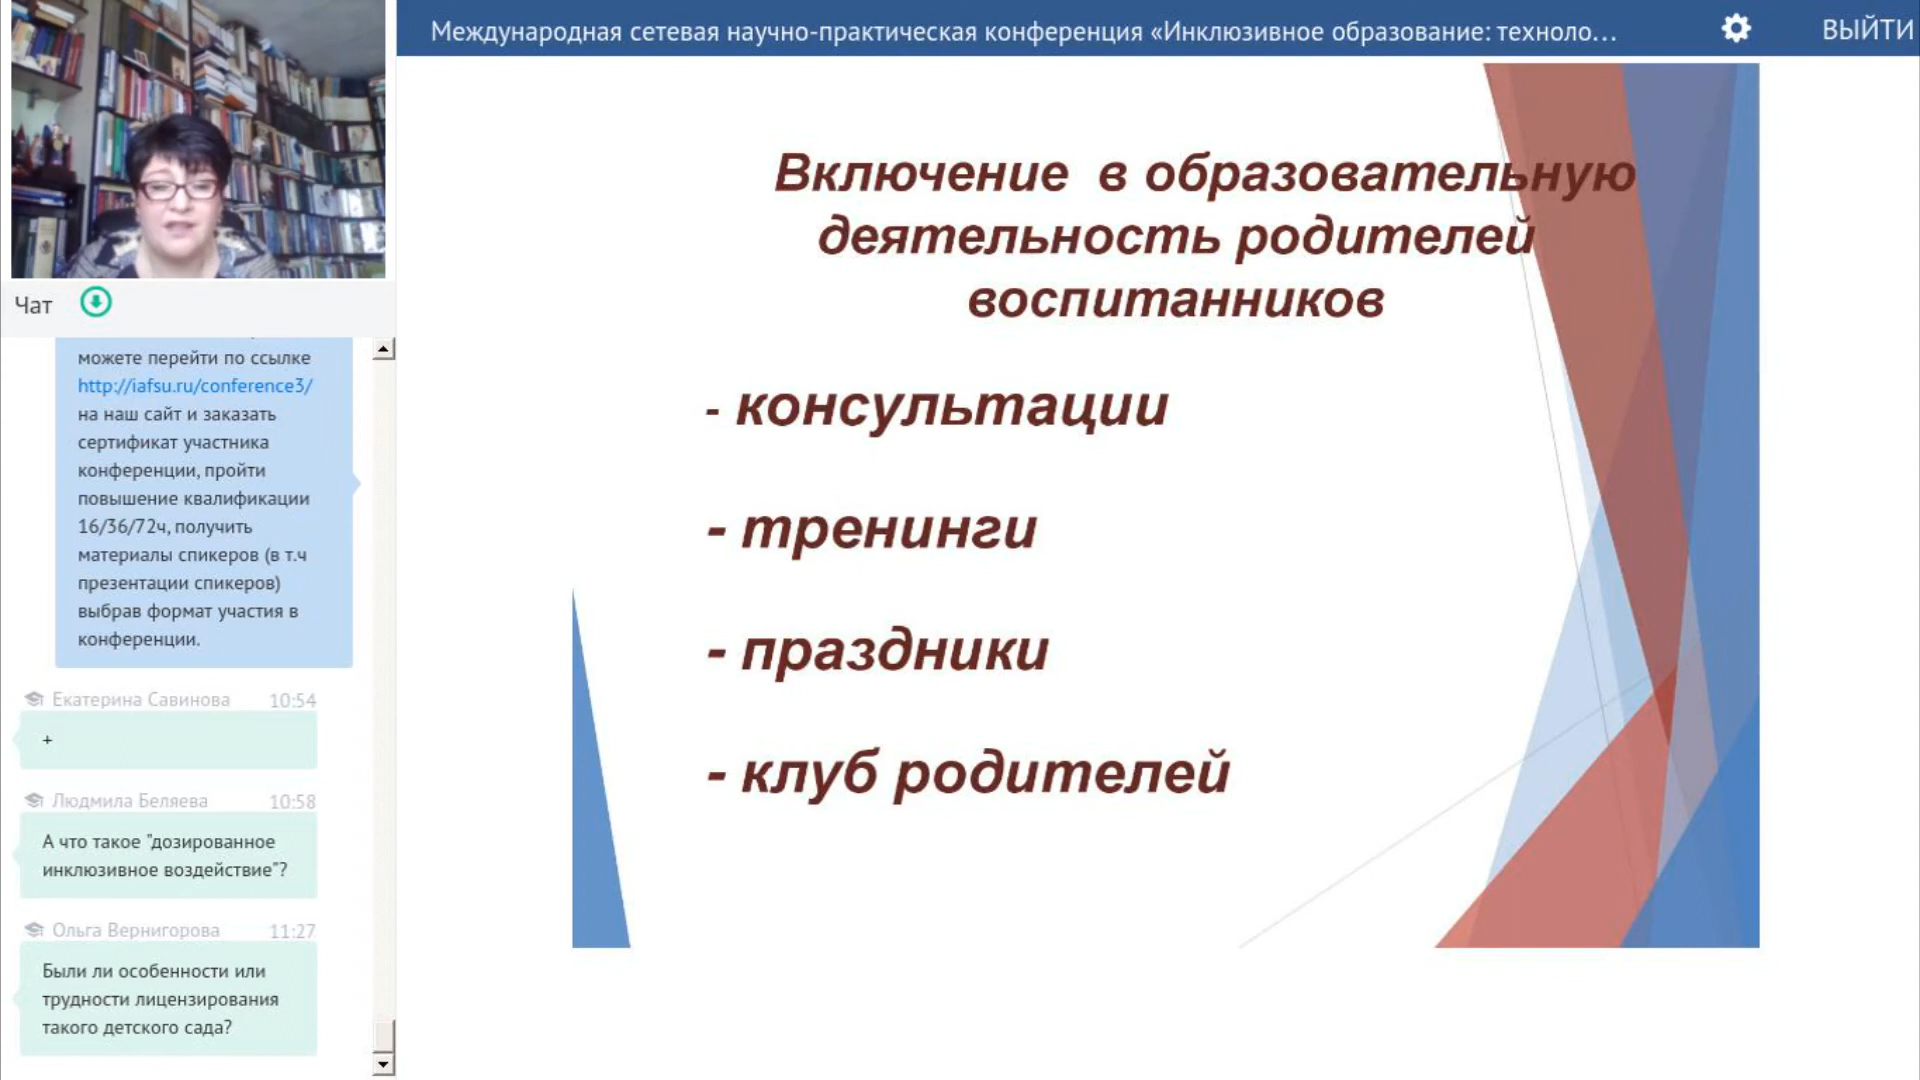 Международная сетевая научно-практическая конференция «Инклюзивное образование: техноло...
ВЫЙТИ
Чат
можете перейти по ссылке
http://iafsu.ru/conference3/
на наш сайт и заказать
сертификат участника
конференции, пройти
повышение квалификации
16/36/72ч, получить
материалы спикеров (в т.ч
презентации спикеров)
выбрав формат участия в
конференции.
Екатерина Савинова 10:54
+
Людмила Беляева 10:58
А что такое "дозированное
инклюзивное воздействие"?
Ольга Вернигорова 11:27
Были ли особенности или
трудности лицензирования
такого детского сада?
Включение в образовательную
деятельность родителей
воспитанников
- консультации
- тренинги
- праздники
- клуб родителей